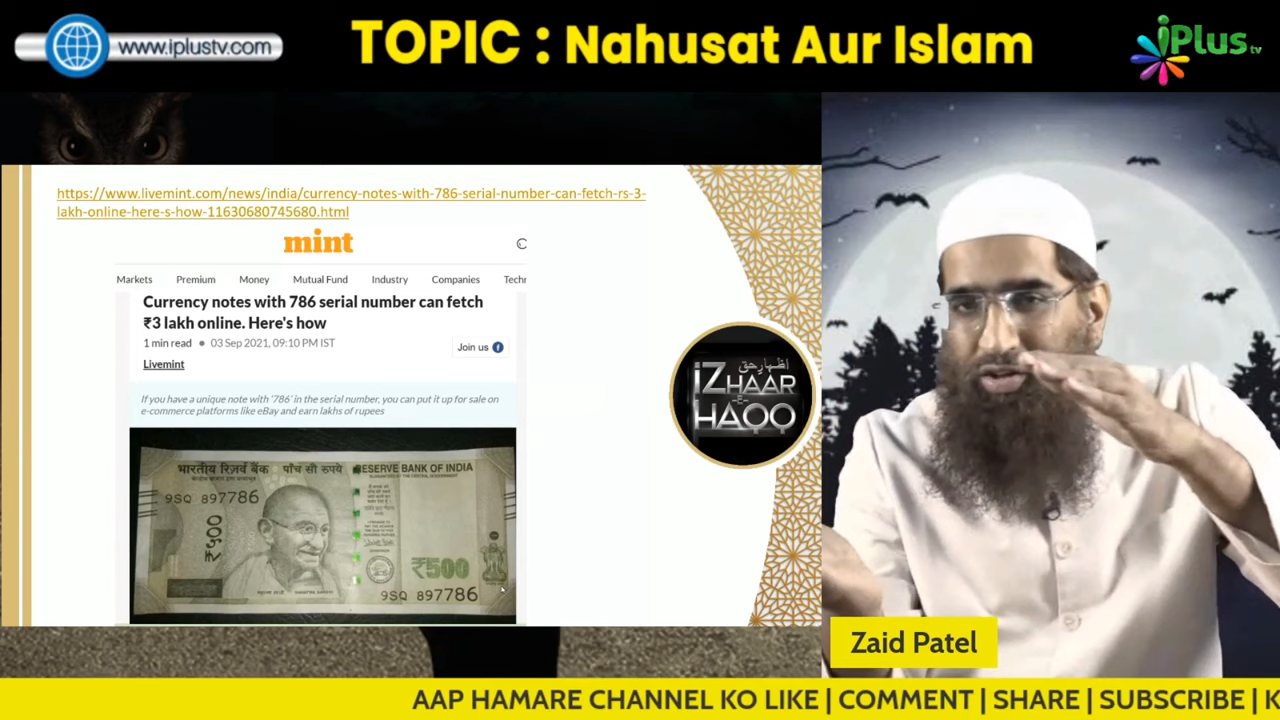 www.iplustv.com
TOPIC : Nahusat Aur Islam
iPlus tv
https://www.livemint.com/news/india/currency-notes-with-786-serial-number-can-fetch-rs-3-
lakh-online-here-s-how-11630680745680.html
mint
Markets Premium Money Mutual Fund Industry Companies Techr
Currency notes with 786 serial number can fetch
₹3 lakh online. Here's how
1 min read • 03 Sep 2021, 09:10 PM IST
Join us
Livemint
If you have a unique note with '786' in the serial number, you can put it up for sale on
e-commerce platforms like eBay and earn lakhs of rupees
भारतीय रिज़र्व बैंक पाँच सौ रुपये RESERVE BANK OF INDIA
9SQ 897786
₹500
₹500
9SQ 897786
اظہارِ حق
iZHAAR
-E-
HAQQ
Zaid Patel
AAP HAMARE CHANNEL KO LIKE | COMMENT | SHARE | SUBSCRIBE | K